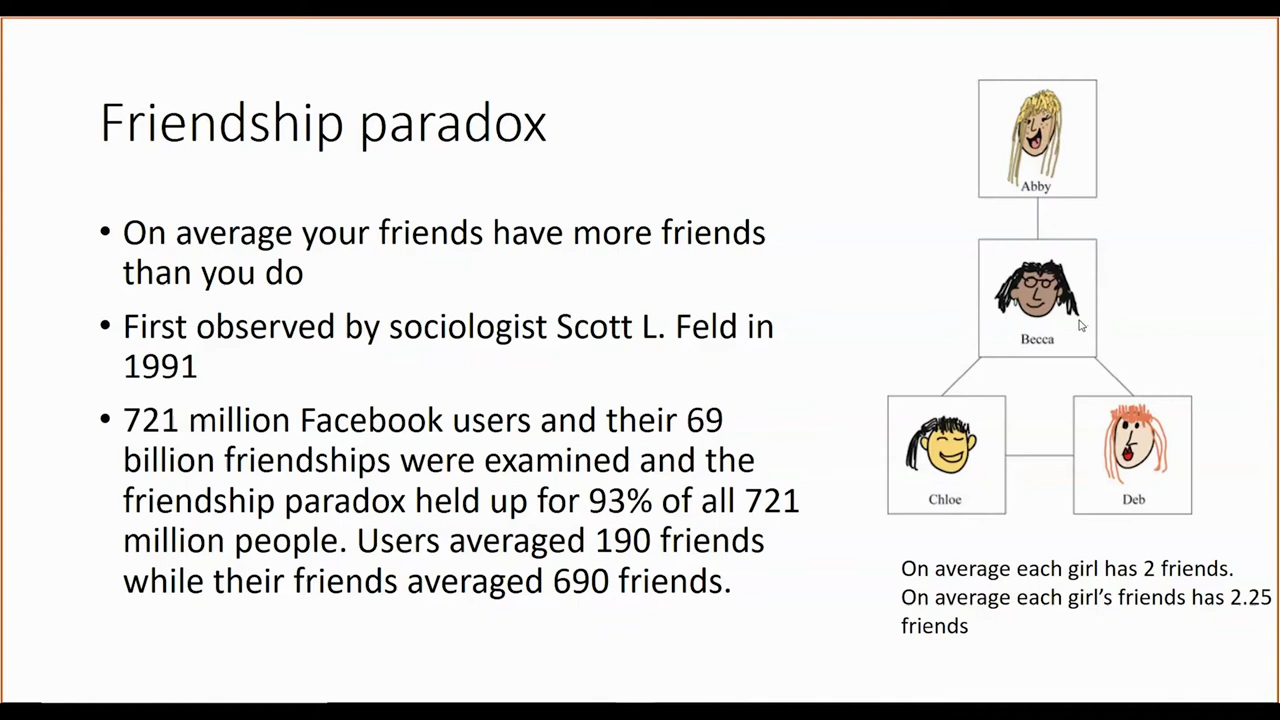 Friendship paradox
• On average your friends have more friends
than you do
• First observed by sociologist Scott L. Feld in
1991
• 721 million Facebook users and their 69
billion friendships were examined and the
friendship paradox held up for 93% of all 721
million people. Users averaged 190 friends
while their friends averaged 690 friends.
Abby
Becca
Chloe
Deb
On average each girl has 2 friends.
On average each girl's friends has 2.25
friends